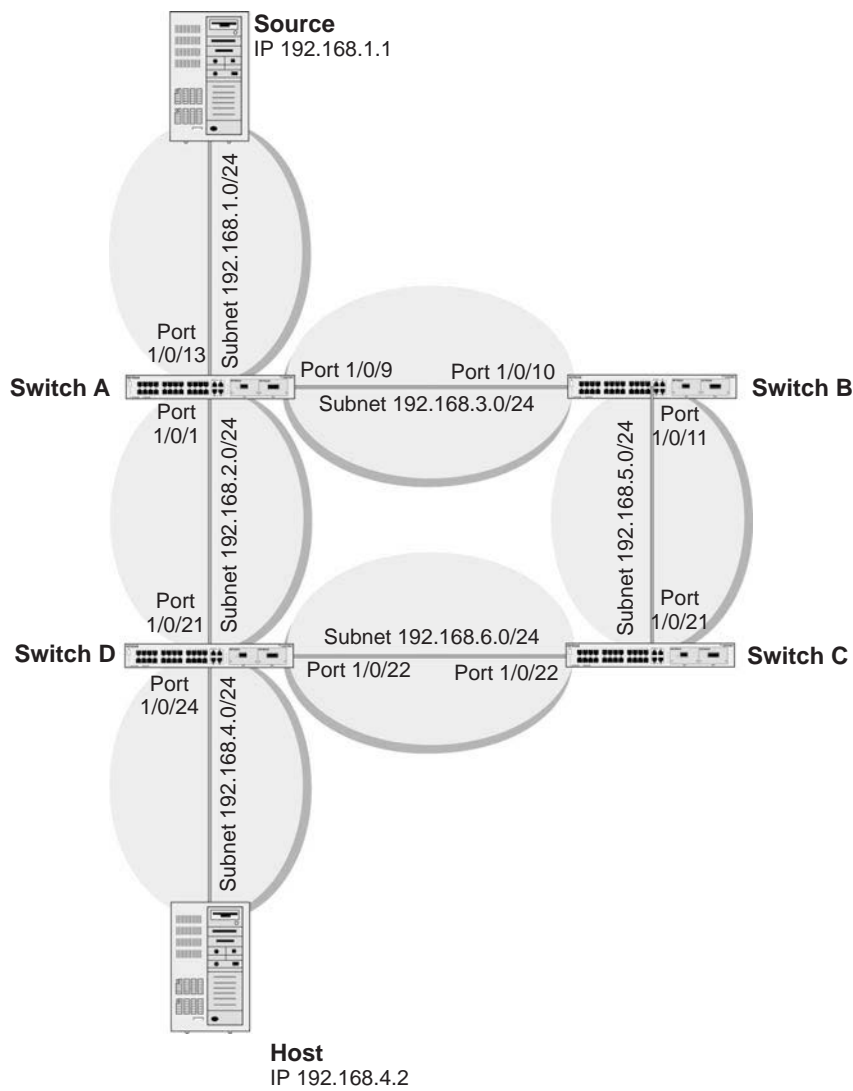 Source
IP 192.168.1.1
Subnet 192.168.1.0/24
Port
1/0/13
Switch A
Port 1/0/9
Port 1/0/10
Switch B
Subnet 192.168.3.0/24
Port
1/0/1
Port
1/0/11
Subnet 192.168.2.0/24
Subnet 192.168.5.0/24
Port
1/0/21
Port
1/0/21
Subnet 192.168.6.0/24
Switch D
Switch C
Port 1/0/22
Port 1/0/22
Port
1/0/24
Subnet 192.168.4.0/24
Host
IP 192.168.4.2